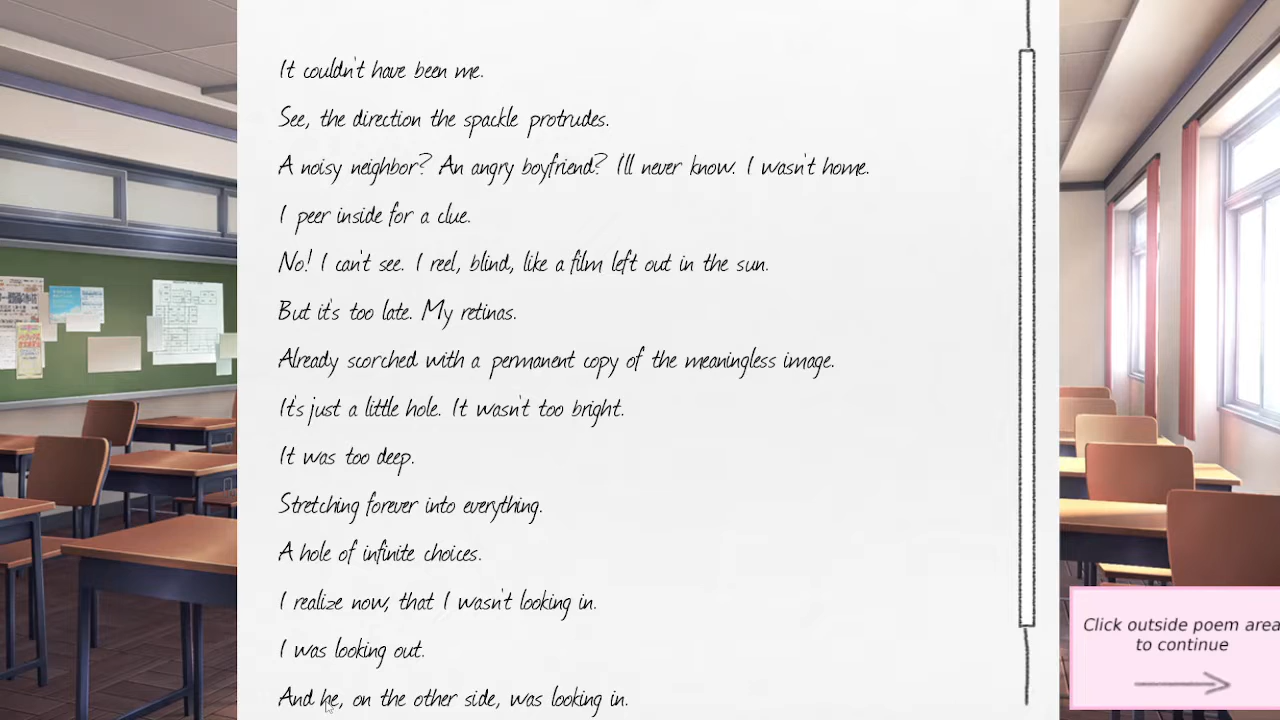 It couldn't have been me.
See, the direction the spackle protrudes.
A noisy neighbor? An angry boyfriend? I'll never know. I wasn't home.
I peer inside for a clue.
No! I can't see. I reel, blind, like a film left out in the sun.
But it's too late. My retinas.
Already scorched with a permanent copy of the meaningless image.
It's just a little hole. It wasn't too bright.
It was too deep.
Stretching forever into everything.
A hole of infinite choices.
I realize now, that I wasn't looking in.
I was looking out.
And he, on the other side, was looking in.
Click outside poem area
to continue